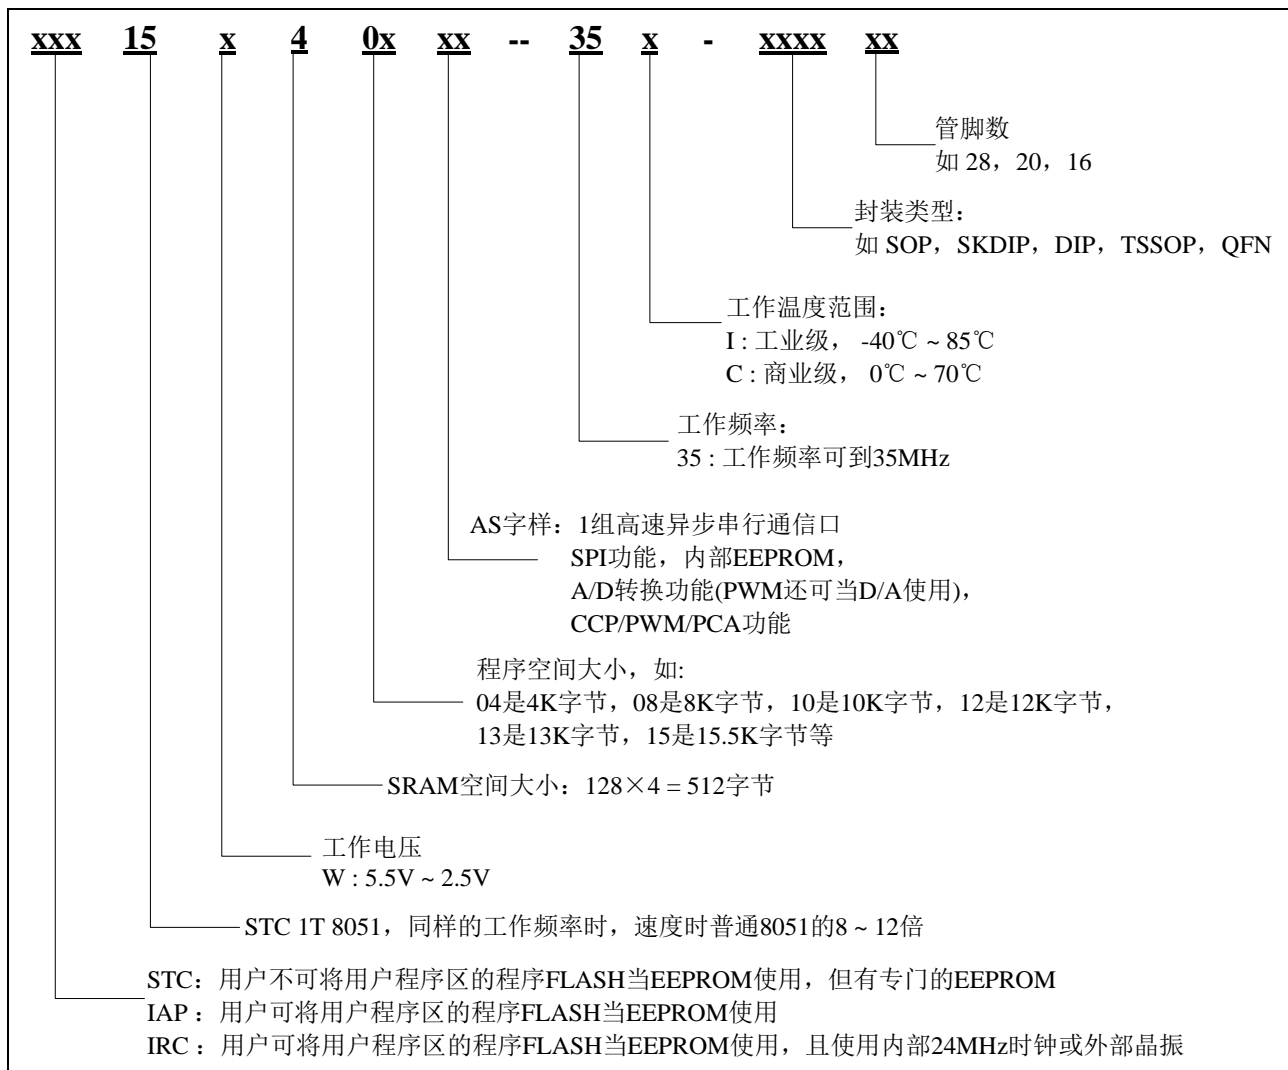 xxx 15 x 4 0x xx -- 35 x - xxxx xx
管脚数
如 28，20，16
封装类型：
如 SOP，SKDIP，DIP，TSSOP，QFN
工作温度范围：
I : 工业级， -40℃ ~ 85℃
C : 商业级， 0℃ ~ 70℃
工作频率：
35 : 工作频率可到35MHz
AS字样：1组高速异步串行通信口
SPI功能，内部EEPROM，
A/D转换功能(PWM还可当D/A使用)，
CCP/PWM/PCA功能
程序空间大小，如:
04是4K字节，08是8K字节，10是10K字节，12是12K字节，
13是13K字节，15是15.5K字节等
SRAM空间大小：128×4 = 512字节
工作电压
W : 5.5V ~ 2.5V
STC 1T 8051，同样的工作频率时，速度时普通8051的8 ~ 12倍
STC：用户不可将用户程序区的程序FLASH当EEPROM使用，但有专门的EEPROM
IAP ：用户可将用户程序区的程序FLASH当EEPROM使用
IRC ：用户可将用户程序区的程序FLASH当EEPROM使用，且使用内部24MHz时钟或外部晶振